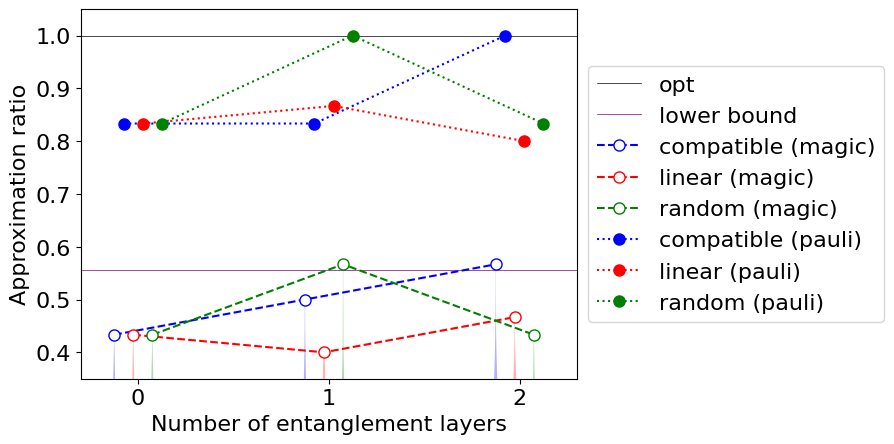 1.0
0.9
0.8
0.7
0.6
0.5
0.4
Approximation ratio
0 1 2
Number of entanglement layers
opt
lower bound
compatible (magic)
linear (magic)
random (magic)
compatible (pauli)
linear (pauli)
random (pauli)